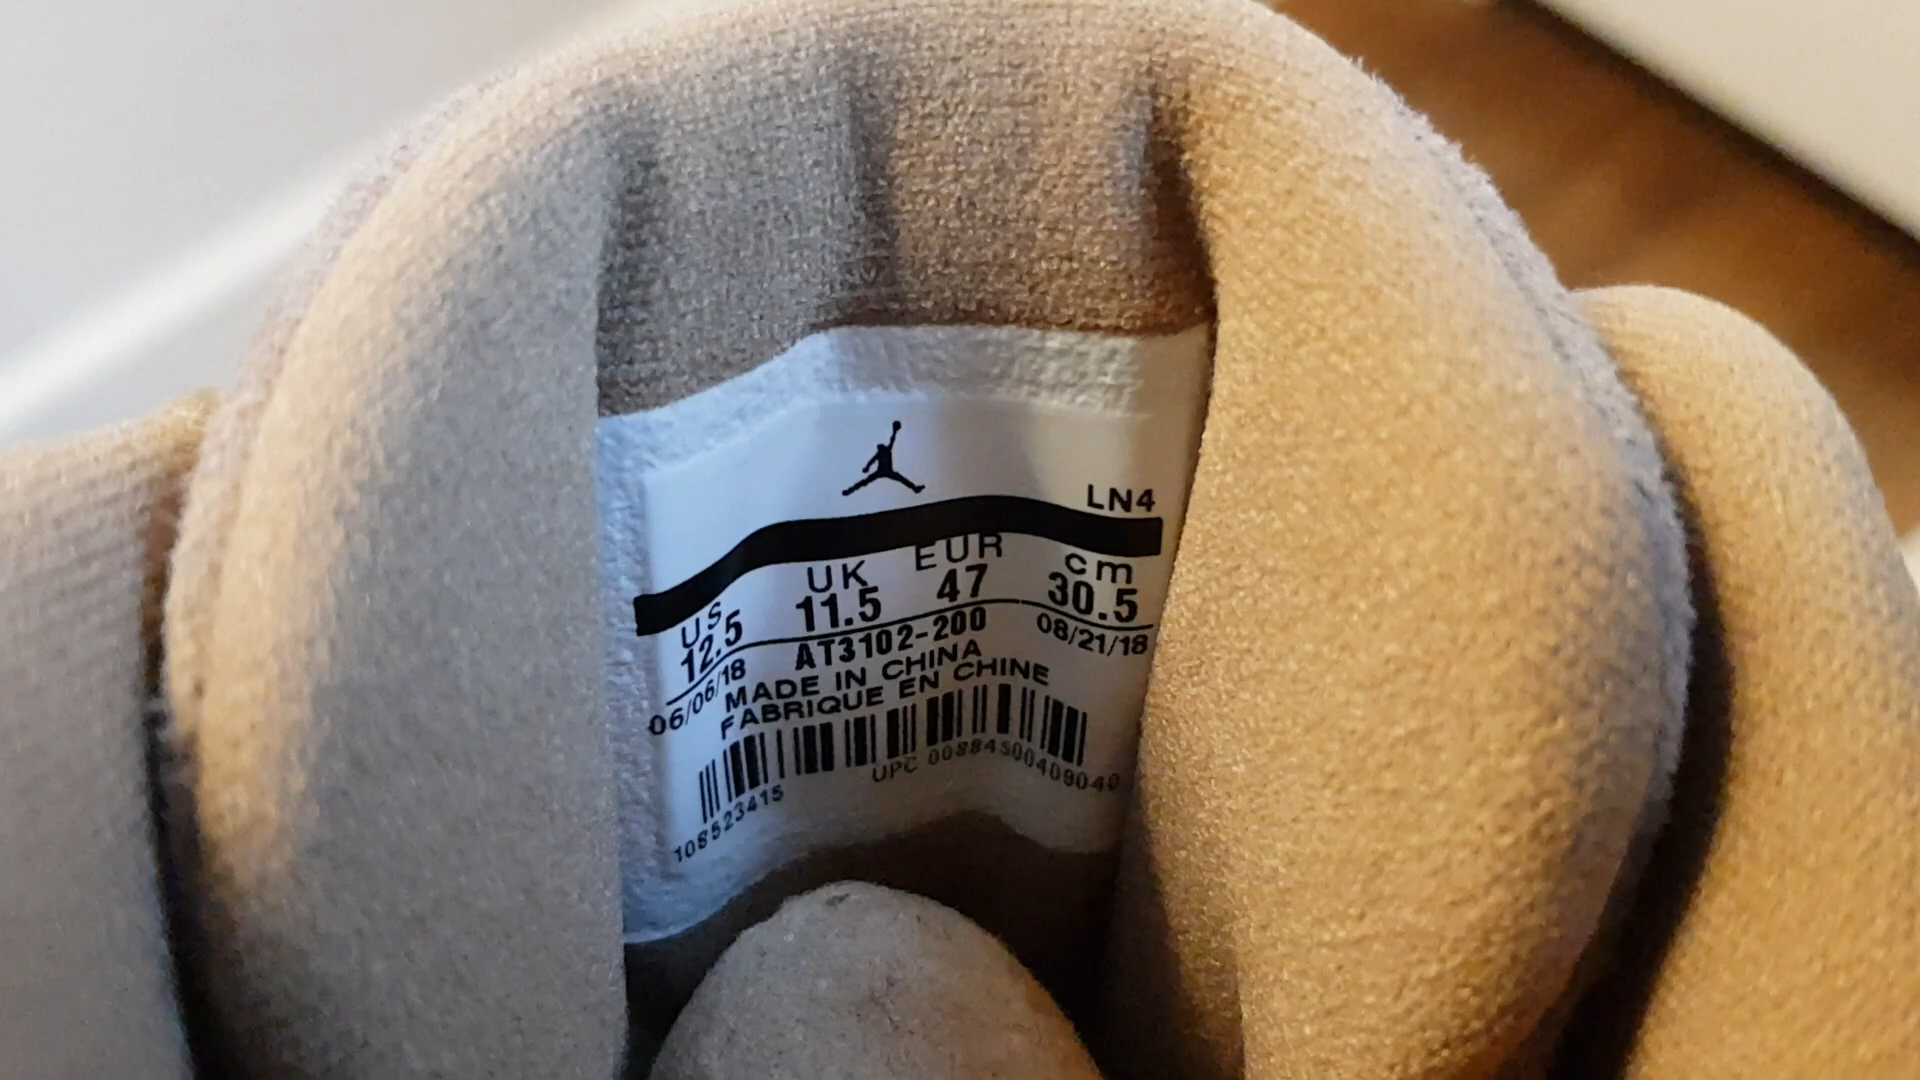 LN4
US UK EUR cm
12.5 11.5 47 30.5
06/06/18 AT3102-200 08/21/18
MADE IN CHINA
FABRIQUE EN CHINE
108523415 UPC 00884500409040